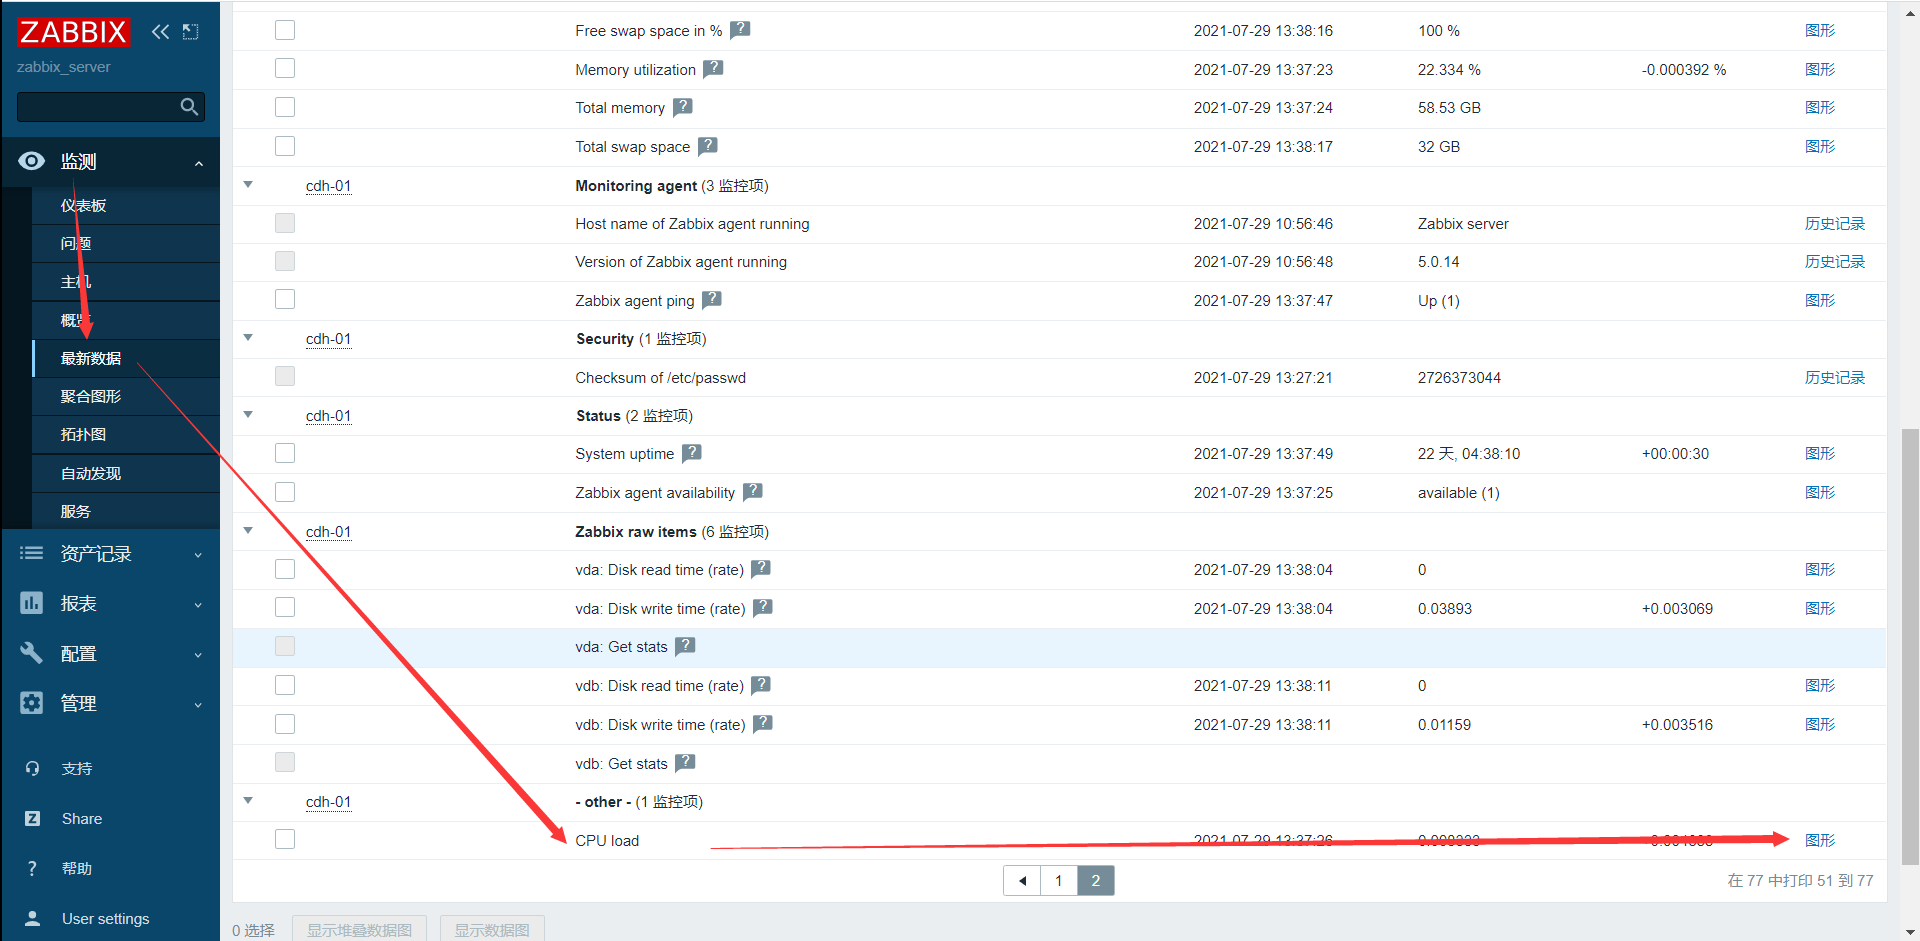 ZABBIX
zabbix_server
监测
仪表板
问题
主机
概览
最新数据
聚合图形
拓扑图
自动发现
服务
资产记录
报表
配置
管理
支持
Share
帮助
User settings
Free swap space in % ? 2021-07-29 13:38:16 100 % 图形
Memory utilization ? 2021-07-29 13:37:23 22.334 % -0.000392 % 图形
Total memory ? 2021-07-29 13:37:24 58.53 GB 图形
Total swap space ? 2021-07-29 13:38:17 32 GB 图形
cdh-01 Monitoring agent (3 监控项)
Host name of Zabbix agent running 2021-07-29 10:56:46 Zabbix server 历史记录
Version of Zabbix agent running 2021-07-29 10:56:48 5.0.14 历史记录
Zabbix agent ping ? 2021-07-29 13:37:47 Up (1) 图形
cdh-01 Security (1 监控项)
Checksum of /etc/passwd 2021-07-29 13:27:21 2726373044 历史记录
cdh-01 Status (2 监控项)
System uptime ? 2021-07-29 13:37:49 22 天, 04:38:10 +00:00:30 图形
Zabbix agent availability ? 2021-07-29 13:37:25 available (1) 图形
cdh-01 Zabbix raw items (6 监控项)
vda: Disk read time (rate) ? 2021-07-29 13:38:04 0 图形
vda: Disk write time (rate) ? 2021-07-29 13:38:04 0.03893 +0.003069 图形
vda: Get stats ?
vdb: Disk read time (rate) ? 2021-07-29 13:38:11 0 图形
vdb: Disk write time (rate) ? 2021-07-29 13:38:11 0.01159 +0.003516 图形
vdb: Get stats ?
cdh-01 - other - (1 监控项)
CPU load 2021-07-29 13:37:26 图形
1 2
在 77 中打印 51 到 77
0 选择 显示堆叠数据图 显示数据图